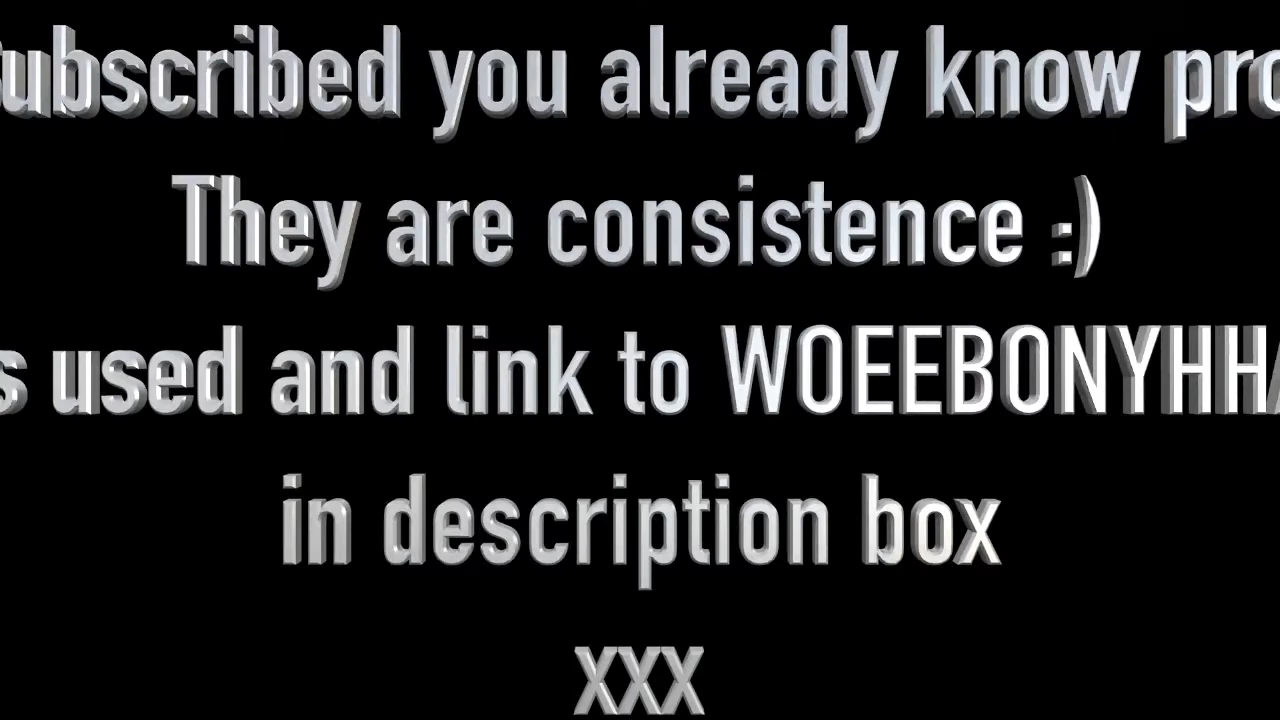 ubscribed you already know pro
They are consistence :)
s used and link to WOEEBONYHHA
in description box
xxx